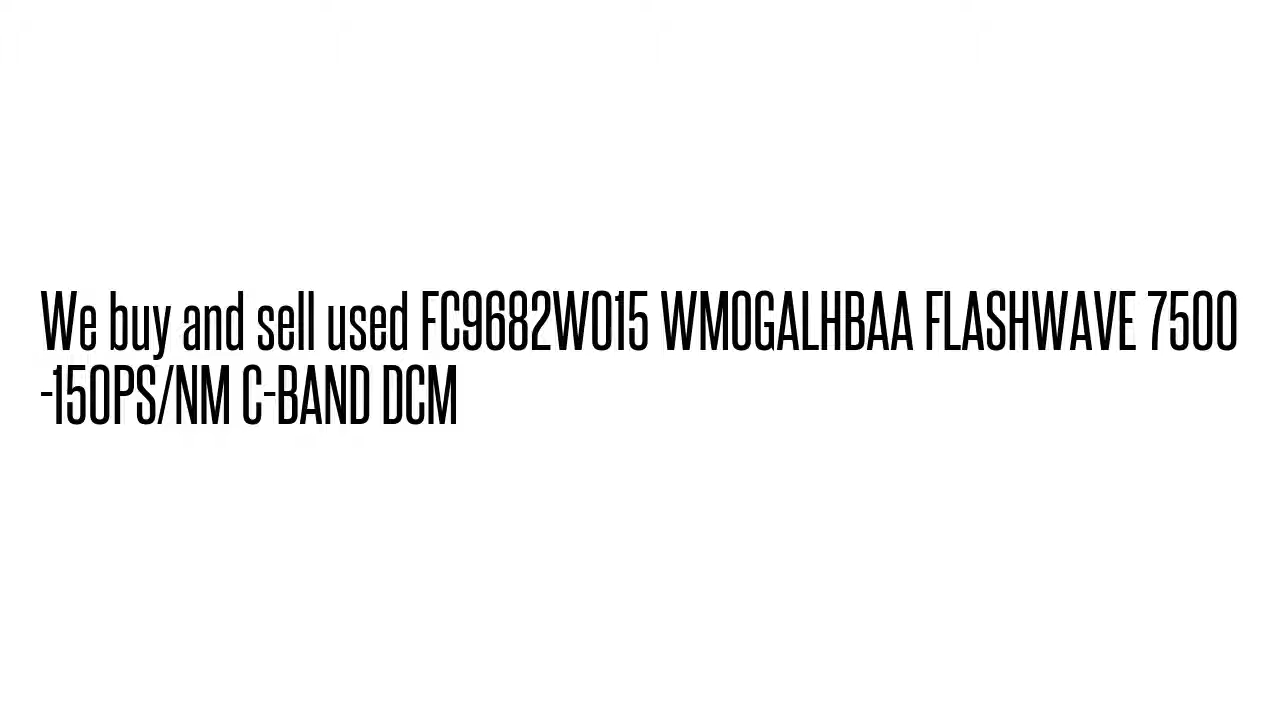 We buy and sell used FC9682W015 WMOGALHBAA FLASHWAVE 7500
-150PS/NM C-BAND DCM